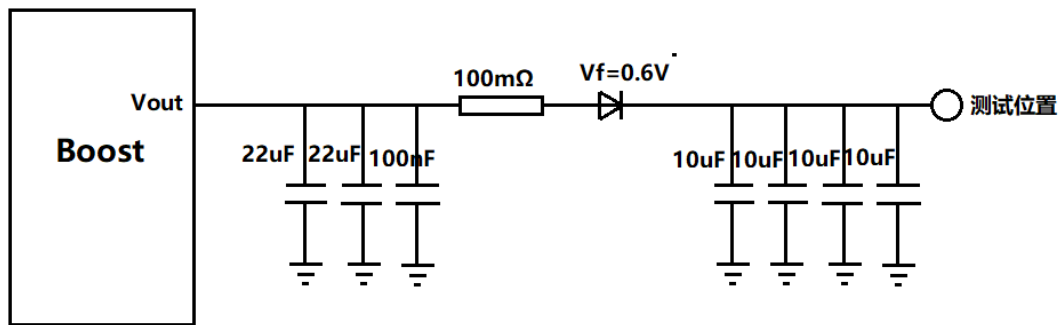 100mΩ
Vf=0.6V
Vout
测试位置
Boost
22uF
22uF
100nF
10uF
10uF
10uF
10uF